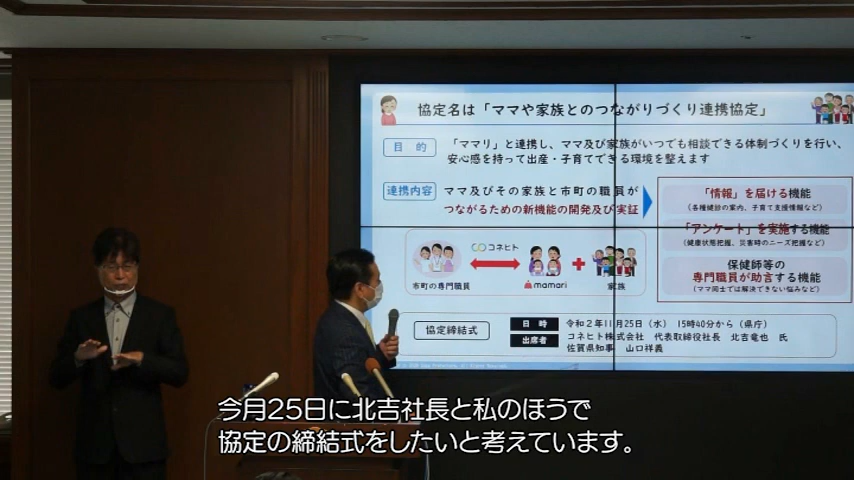 協定名は「ママや家族とのつながりづくり連携協定」
目 的
「ママリ」と連携し、ママ及び家族がいつでも相談できる体制づくりを行い、
安心感を持って出産・子育てできる環境を整えます
連携内容
ママ及びその家族と市町の職員が
つながるための新機能の開発及び実証
「情報」を届ける機能
(各種健診の案内、子育て支援情報など)
「アンケート」を実施する機能
(健康状態把握、災害時のニーズ把握など)
保健師等の
専門職員が助言する機能
(ママ同士では解決できない悩みなど)
コネヒト
市町の専門職員
mamari
家族
協定締結式
日 時
令和2年11月25日(水) 15時40分から(県庁)
出席者
コネヒト株式会社 代表取締役社長 北吉竜也 氏
佐賀県知事 山口祥義
今月25日に北吉社長と私のほうで
協定の締結式をしたいと考えています。